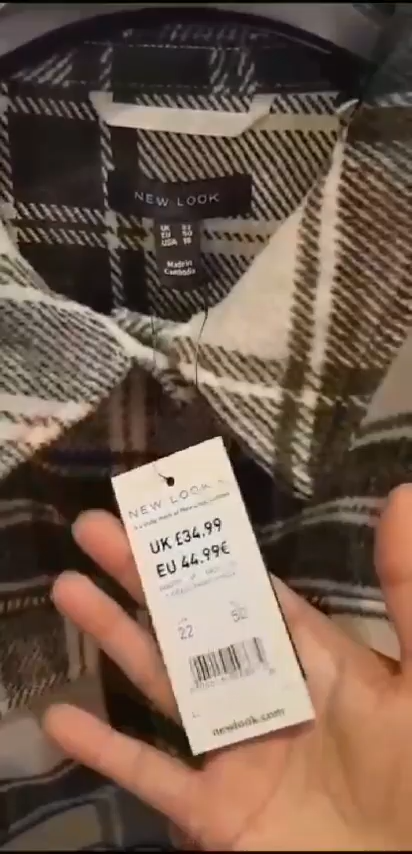 NEW LOOK
UK 22
EU 50
USA 18
Made in
Cambodia
NEW LOOK
UK £34.99
EU 44.99€
22 50
newlook.com